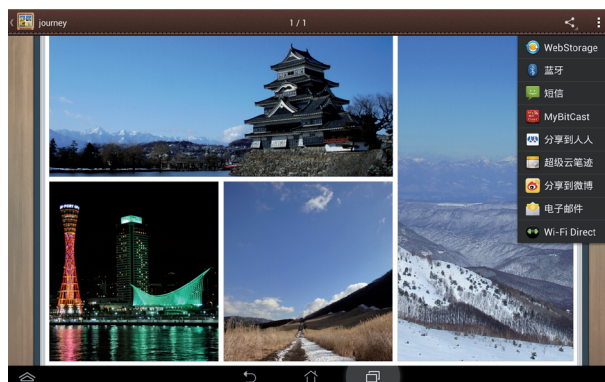 journey
1 / 1
WebStorage
蓝牙
短信
MyBitCast
分享到人人
超级云笔迹
分享到微博
电子邮件
Wi-Fi Direct